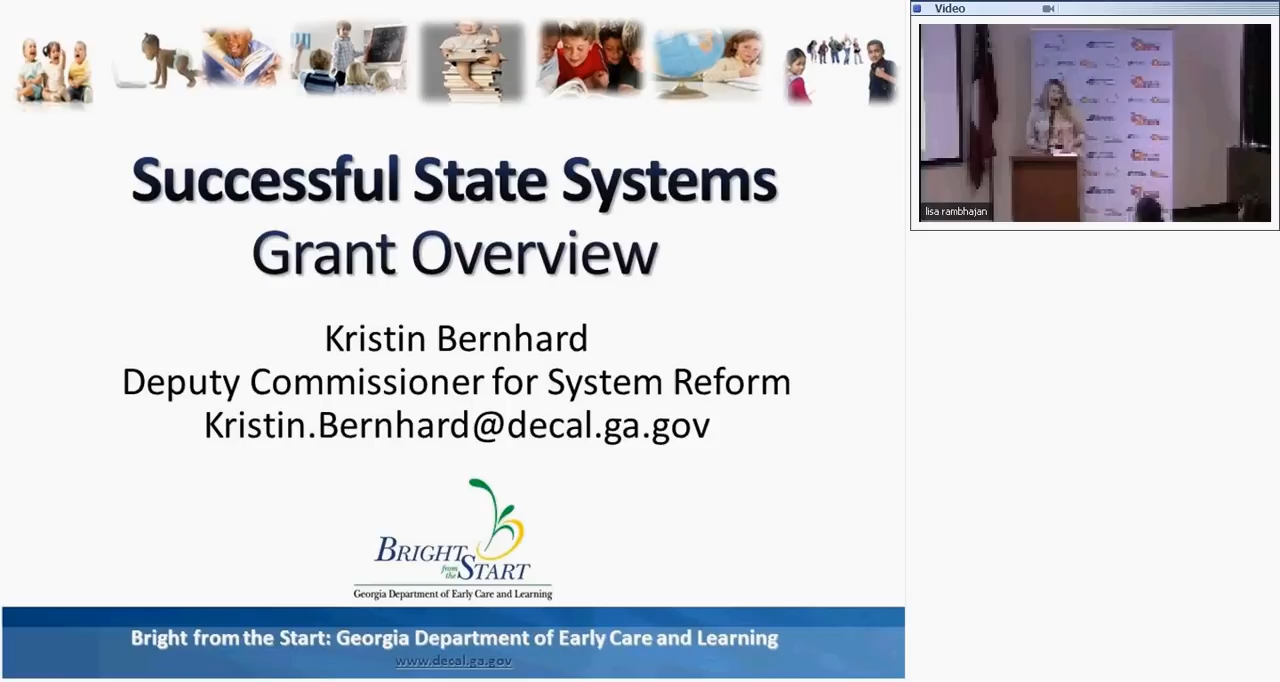 Successful State Systems
Grant Overview
Kristin Bernhard
Deputy Commissioner for System Reform
Kristin.Bernhard@decal.ga.gov
BRIGHT
from the START
Georgia Department of Early Care and Learning
Bright from the Start: Georgia Department of Early Care and Learning
www.decal.ga.gov
Video
lisa rambhajan